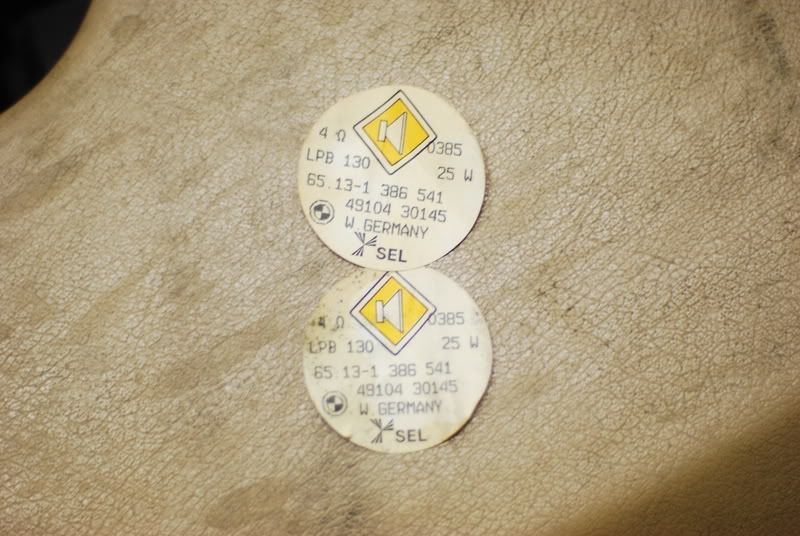 4 Ω 0385
LPB 130 25 W
65.13-1 386 541
49104 30145
W.GERMANY
SEL
4 Ω 0385
LPB 130 25 W
65.13-1 386 541
49104 30145
W.GERMANY
SEL